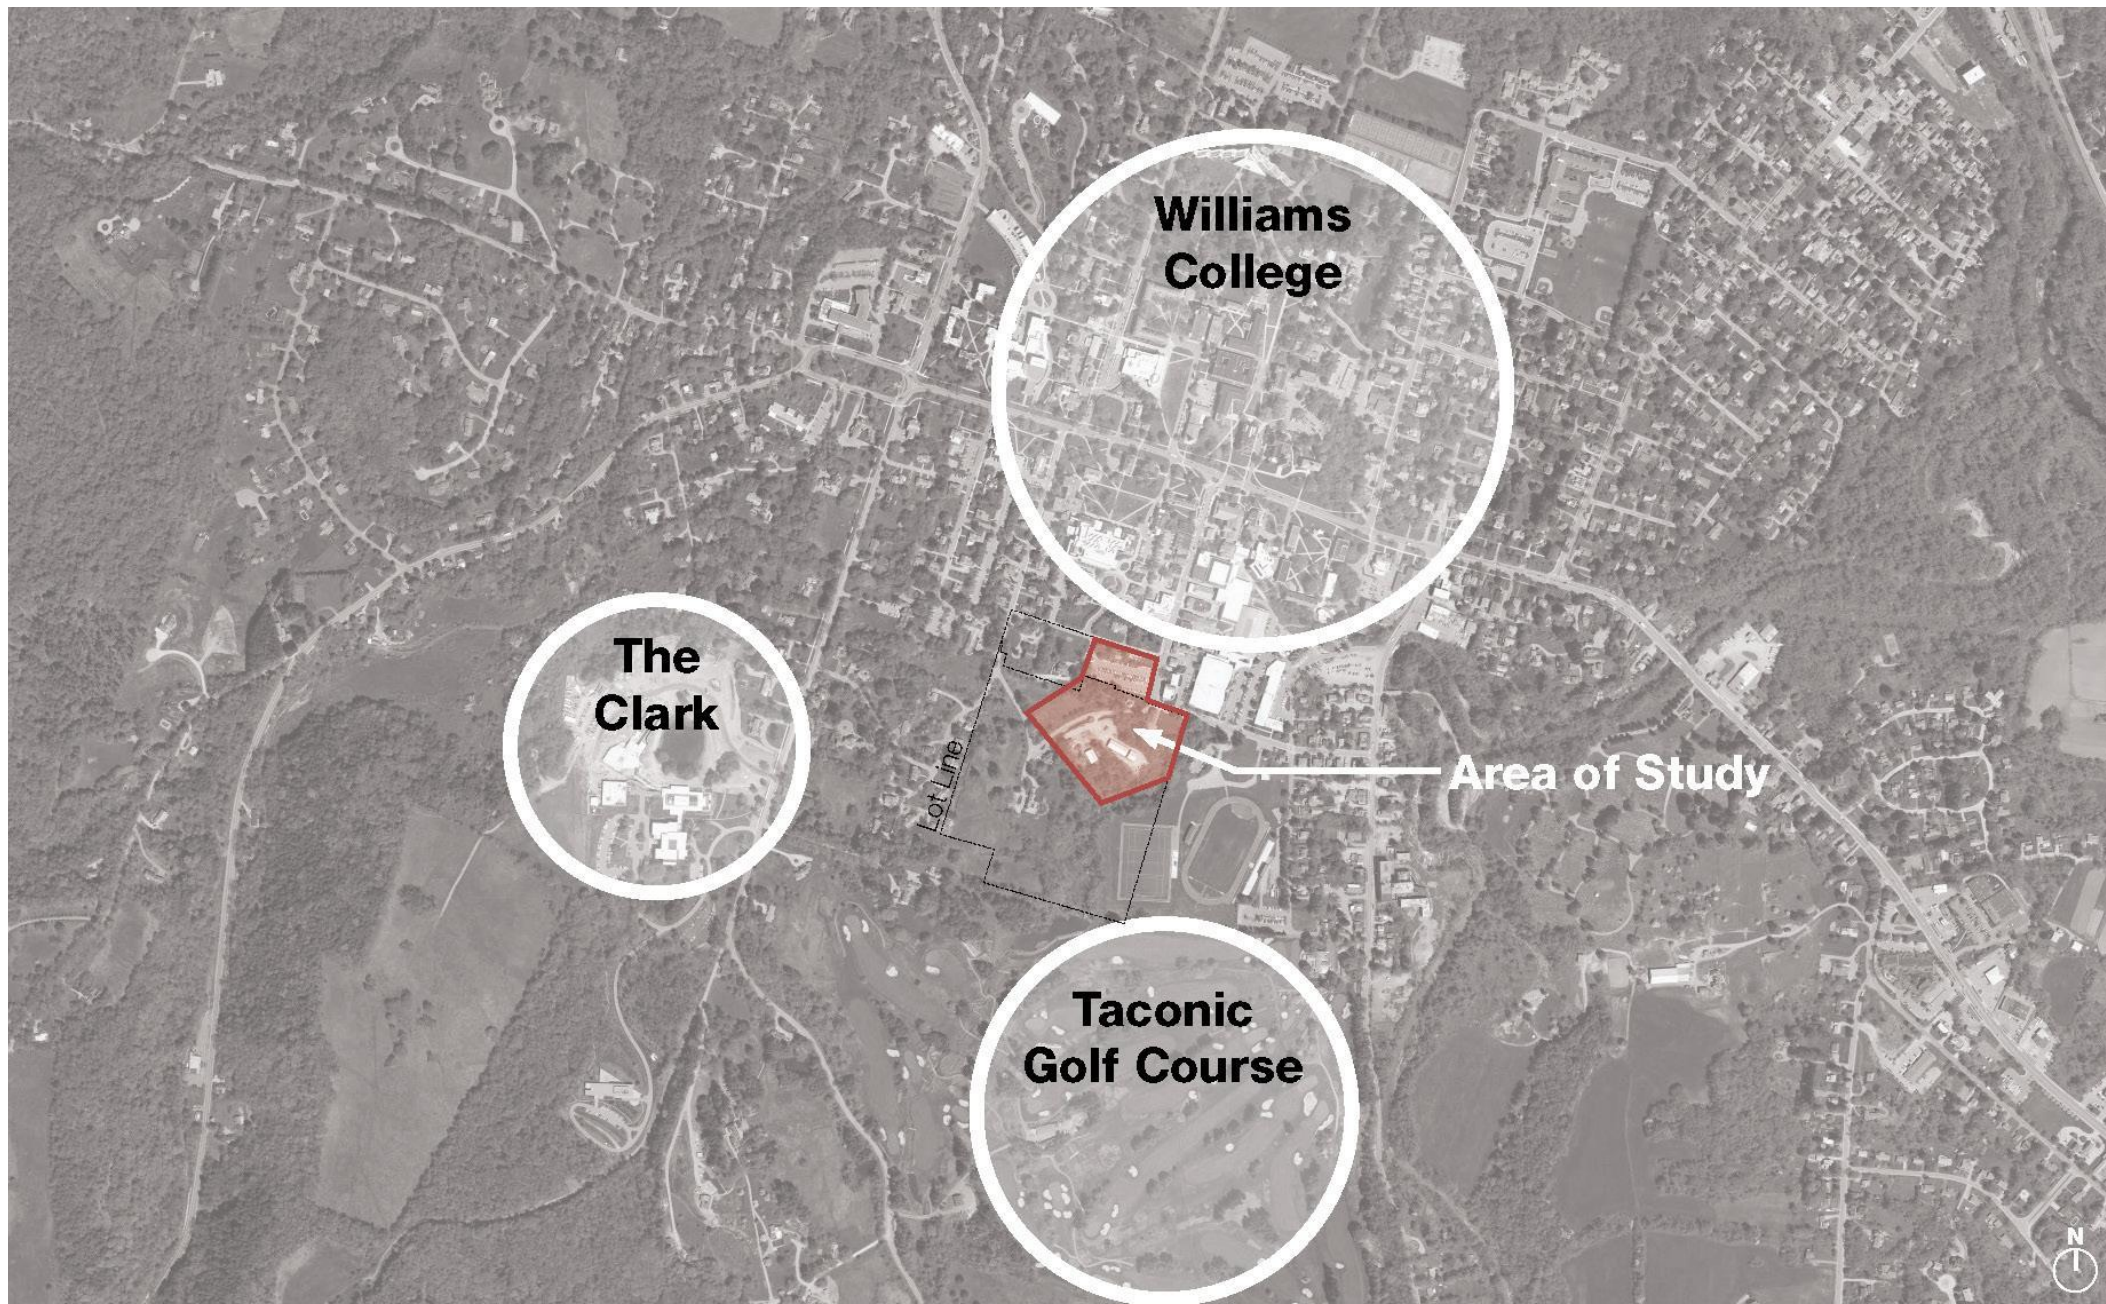 Williams
College
The
Clark
Lot Line
Area of Study
Taconic
Golf Course
N